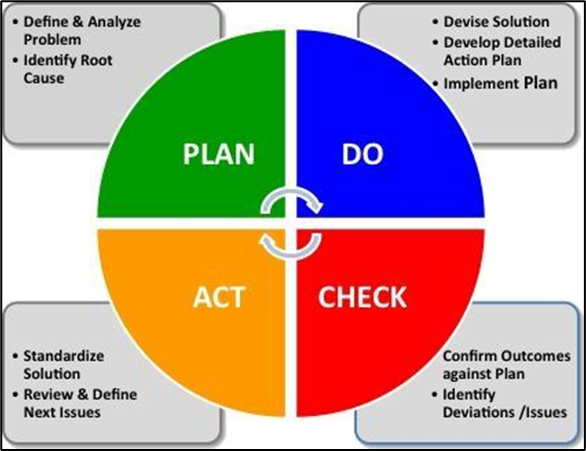 • Define & Analyze
Problem
• Identify Root
Cause
• Devise Solution
• Develop Detailed
Action Plan
• Implement Plan
PLAN
DO
ACT
CHECK
• Standardize
Solution
• Review & Define
Next Issues
Confirm Outcomes
against Plan
• Identify
Deviations /Issues